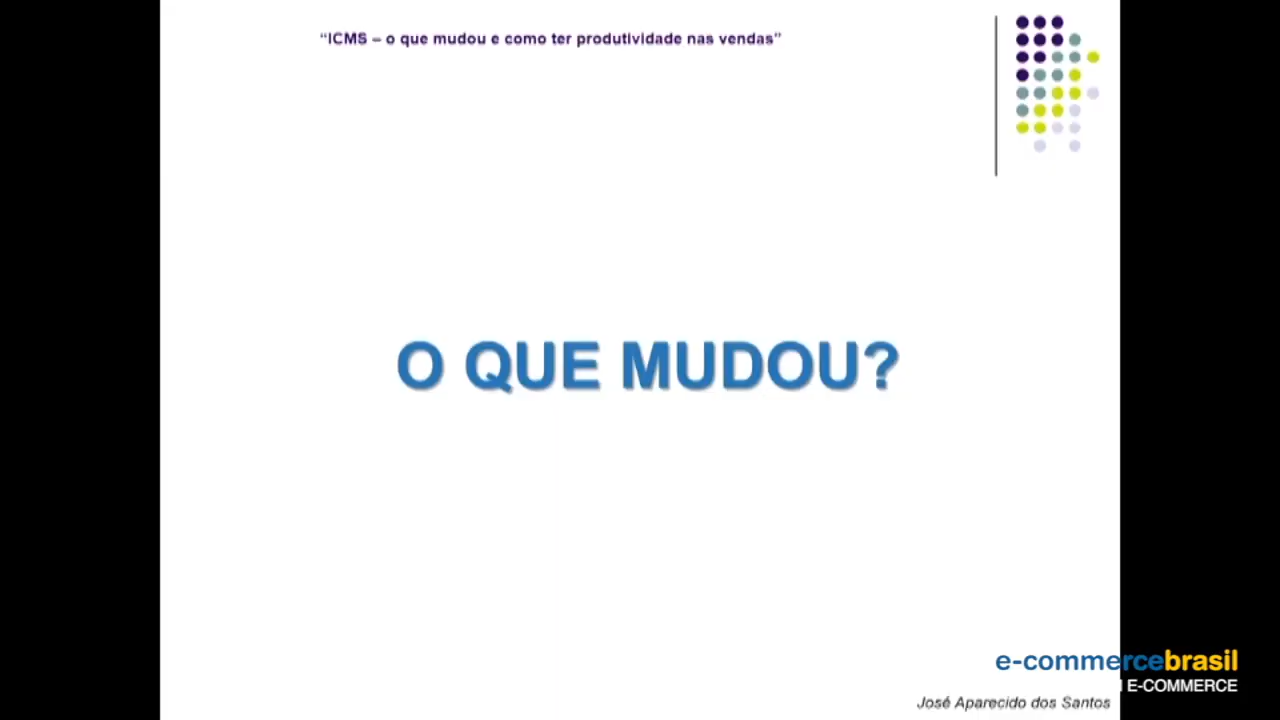 “ICMS – o que mudou e como ter produtividade nas vendas”
O QUE MUDOU?
e-commercebrasil
E-COMMERCE
José Aparecido dos Santos